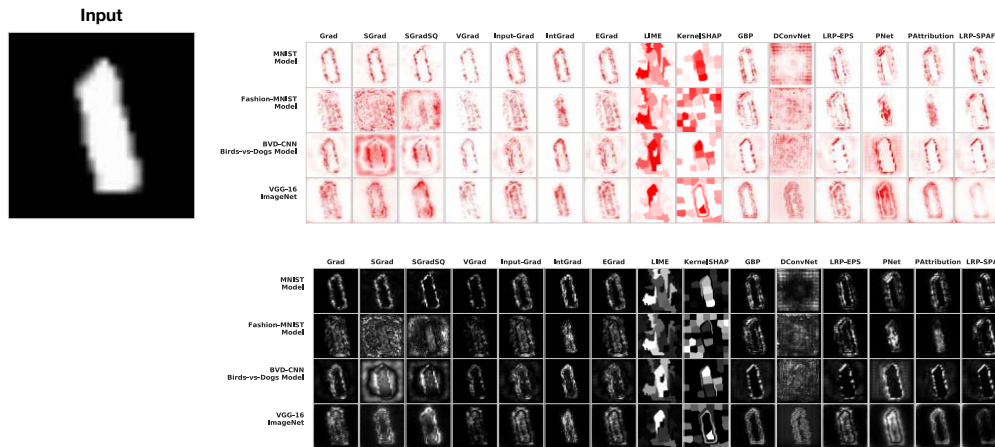 Input
Grad SGrad SGradSQ VGrad Input-Grad IntGrad EGrad LIME KernelSHAP GBP DConvNet LRP-EPS PNet PAttribution LRP-SPAF
MNIST
Model
Fashion-MNIST
Model
BVD-CNN
Birds-vs-Dogs Model
VGG-16
ImageNet
Grad SGrad SGradSQ VGrad Input-Grad IntGrad EGrad LIME KernelSHAP GBP DConvNet LRP-EPS PNet PAttribution LRP-SPA
MNIST
Model
Fashion-MNIST
Model
BVD-CNN
Birds-vs-Dogs Model
VGG-16
ImageNet